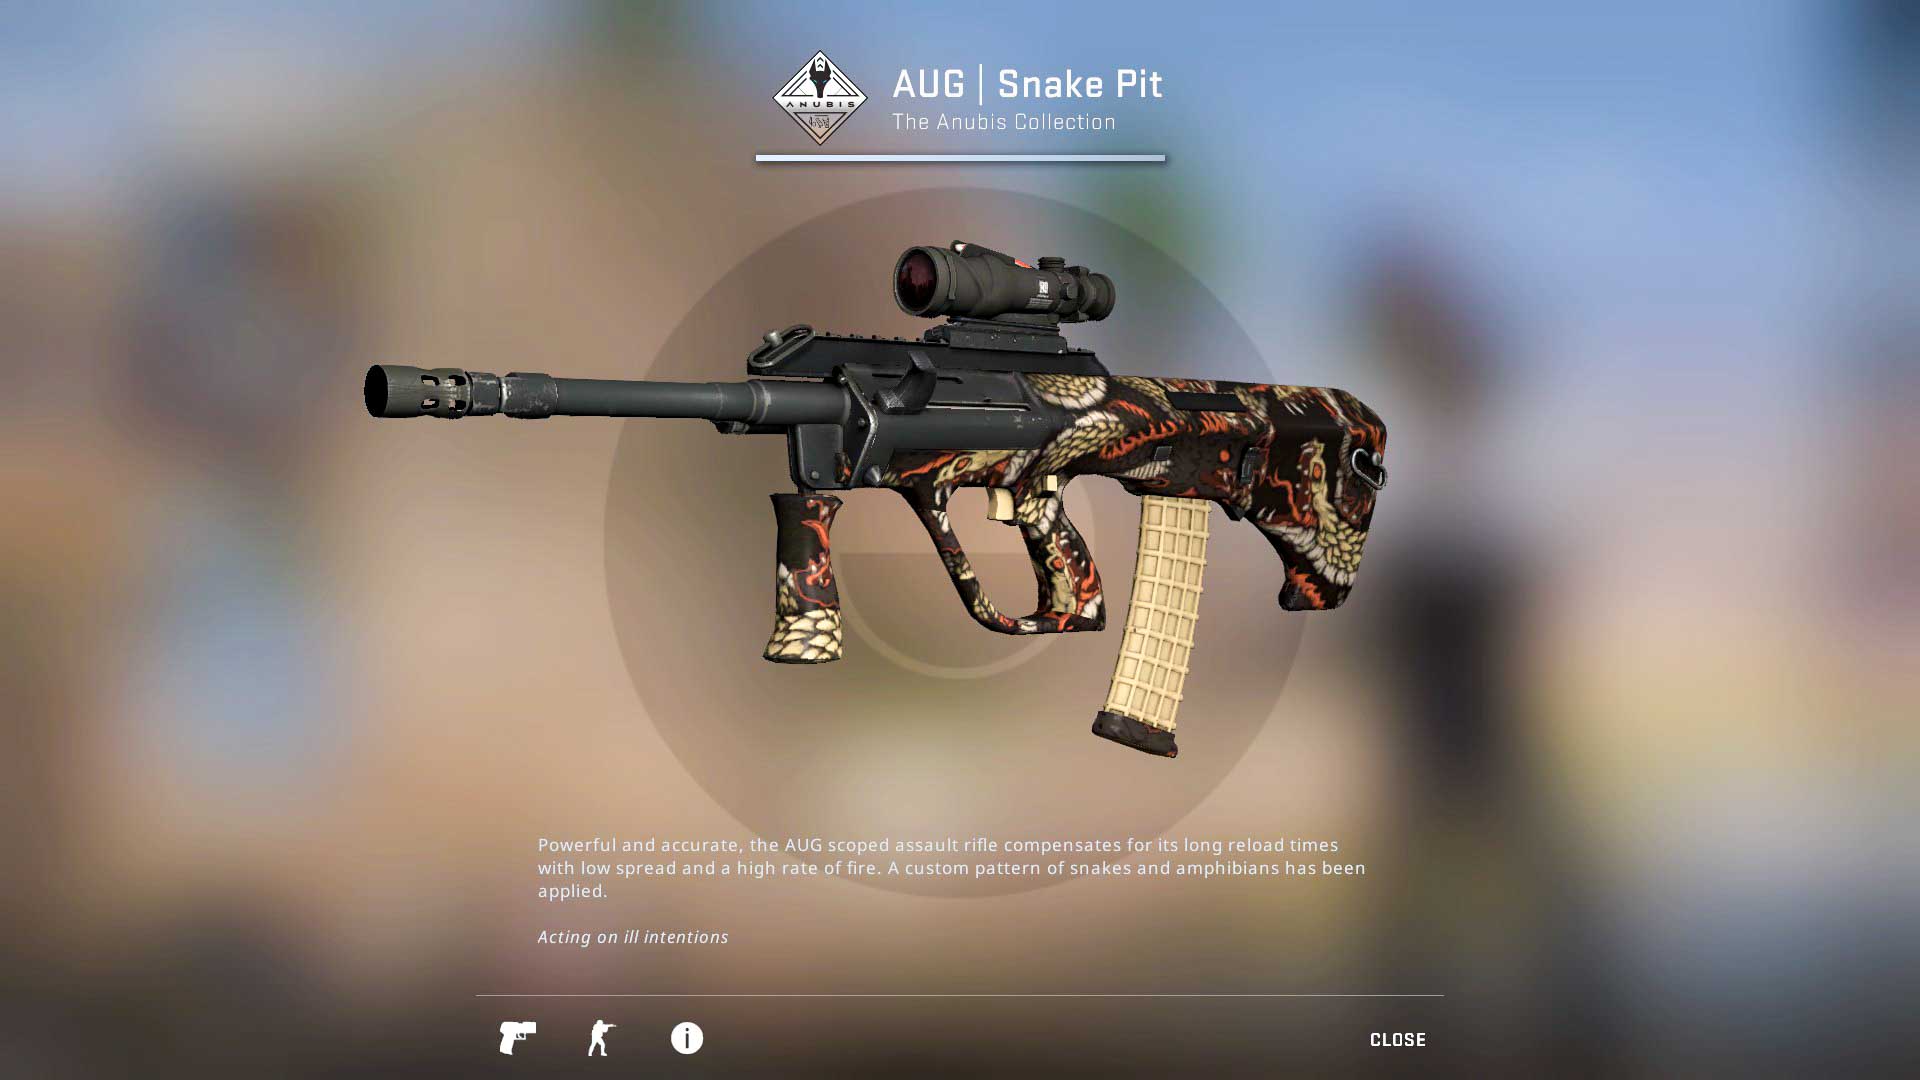 ANUBIS
AUG | Snake Pit
The Anubis Collection
Powerful and accurate, the AUG scoped assault rifle compensates for its long reload times
with low spread and a high rate of fire. A custom pattern of snakes and amphibians has been
applied.
Acting on ill intentions
CLOSE